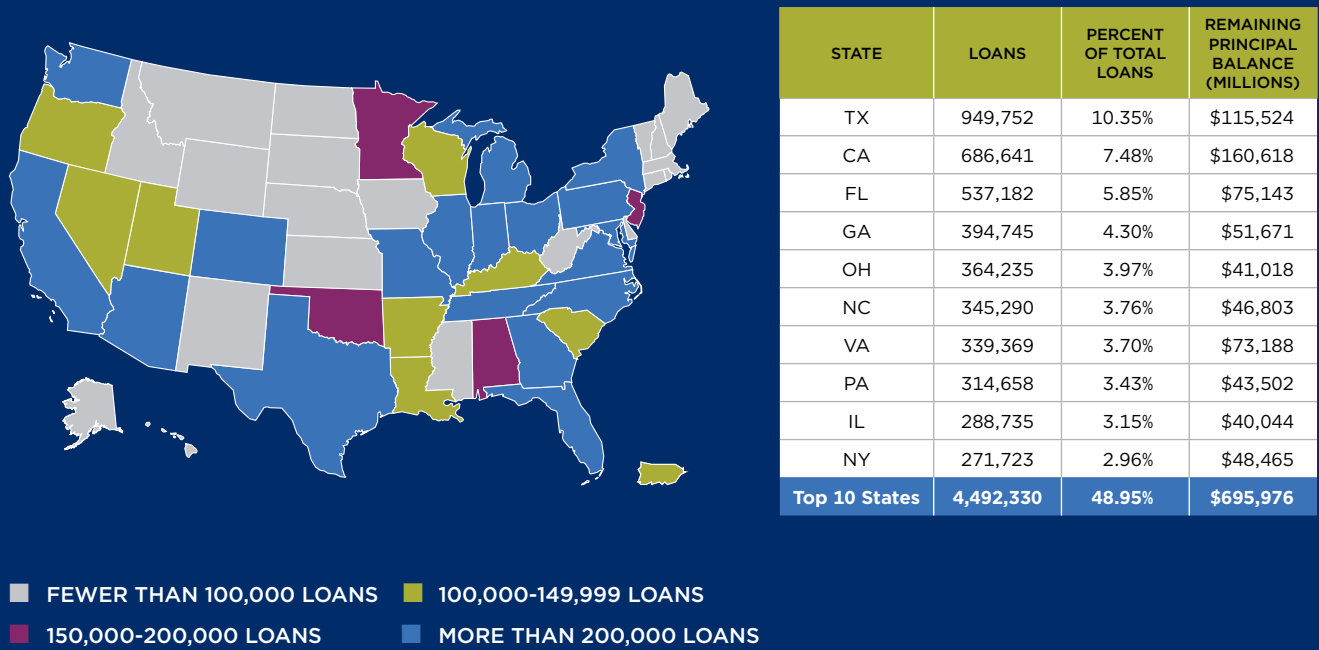 STATE LOANS PERCENT OF TOTAL LOANS REMAINING PRINCIPAL BALANCE (MILLIONS)
TX 949,752 10.35% $115,524
CA 686,641 7.48% $160,618
FL 537,182 5.85% $75,143
GA 394,745 4.30% $51,671
OH 364,235 3.97% $41,018
NC 345,290 3.76% $46,803
VA 339,369 3.70% $73,188
PA 314,658 3.43% $43,502
IL 288,735 3.15% $40,044
NY 271,723 2.96% $48,465
Top 10 States 4,492,330 48.95% $695,976
FEWER THAN 100,000 LOANS 100,000-149,999 LOANS
150,000-200,000 LOANS MORE THAN 200,000 LOANS